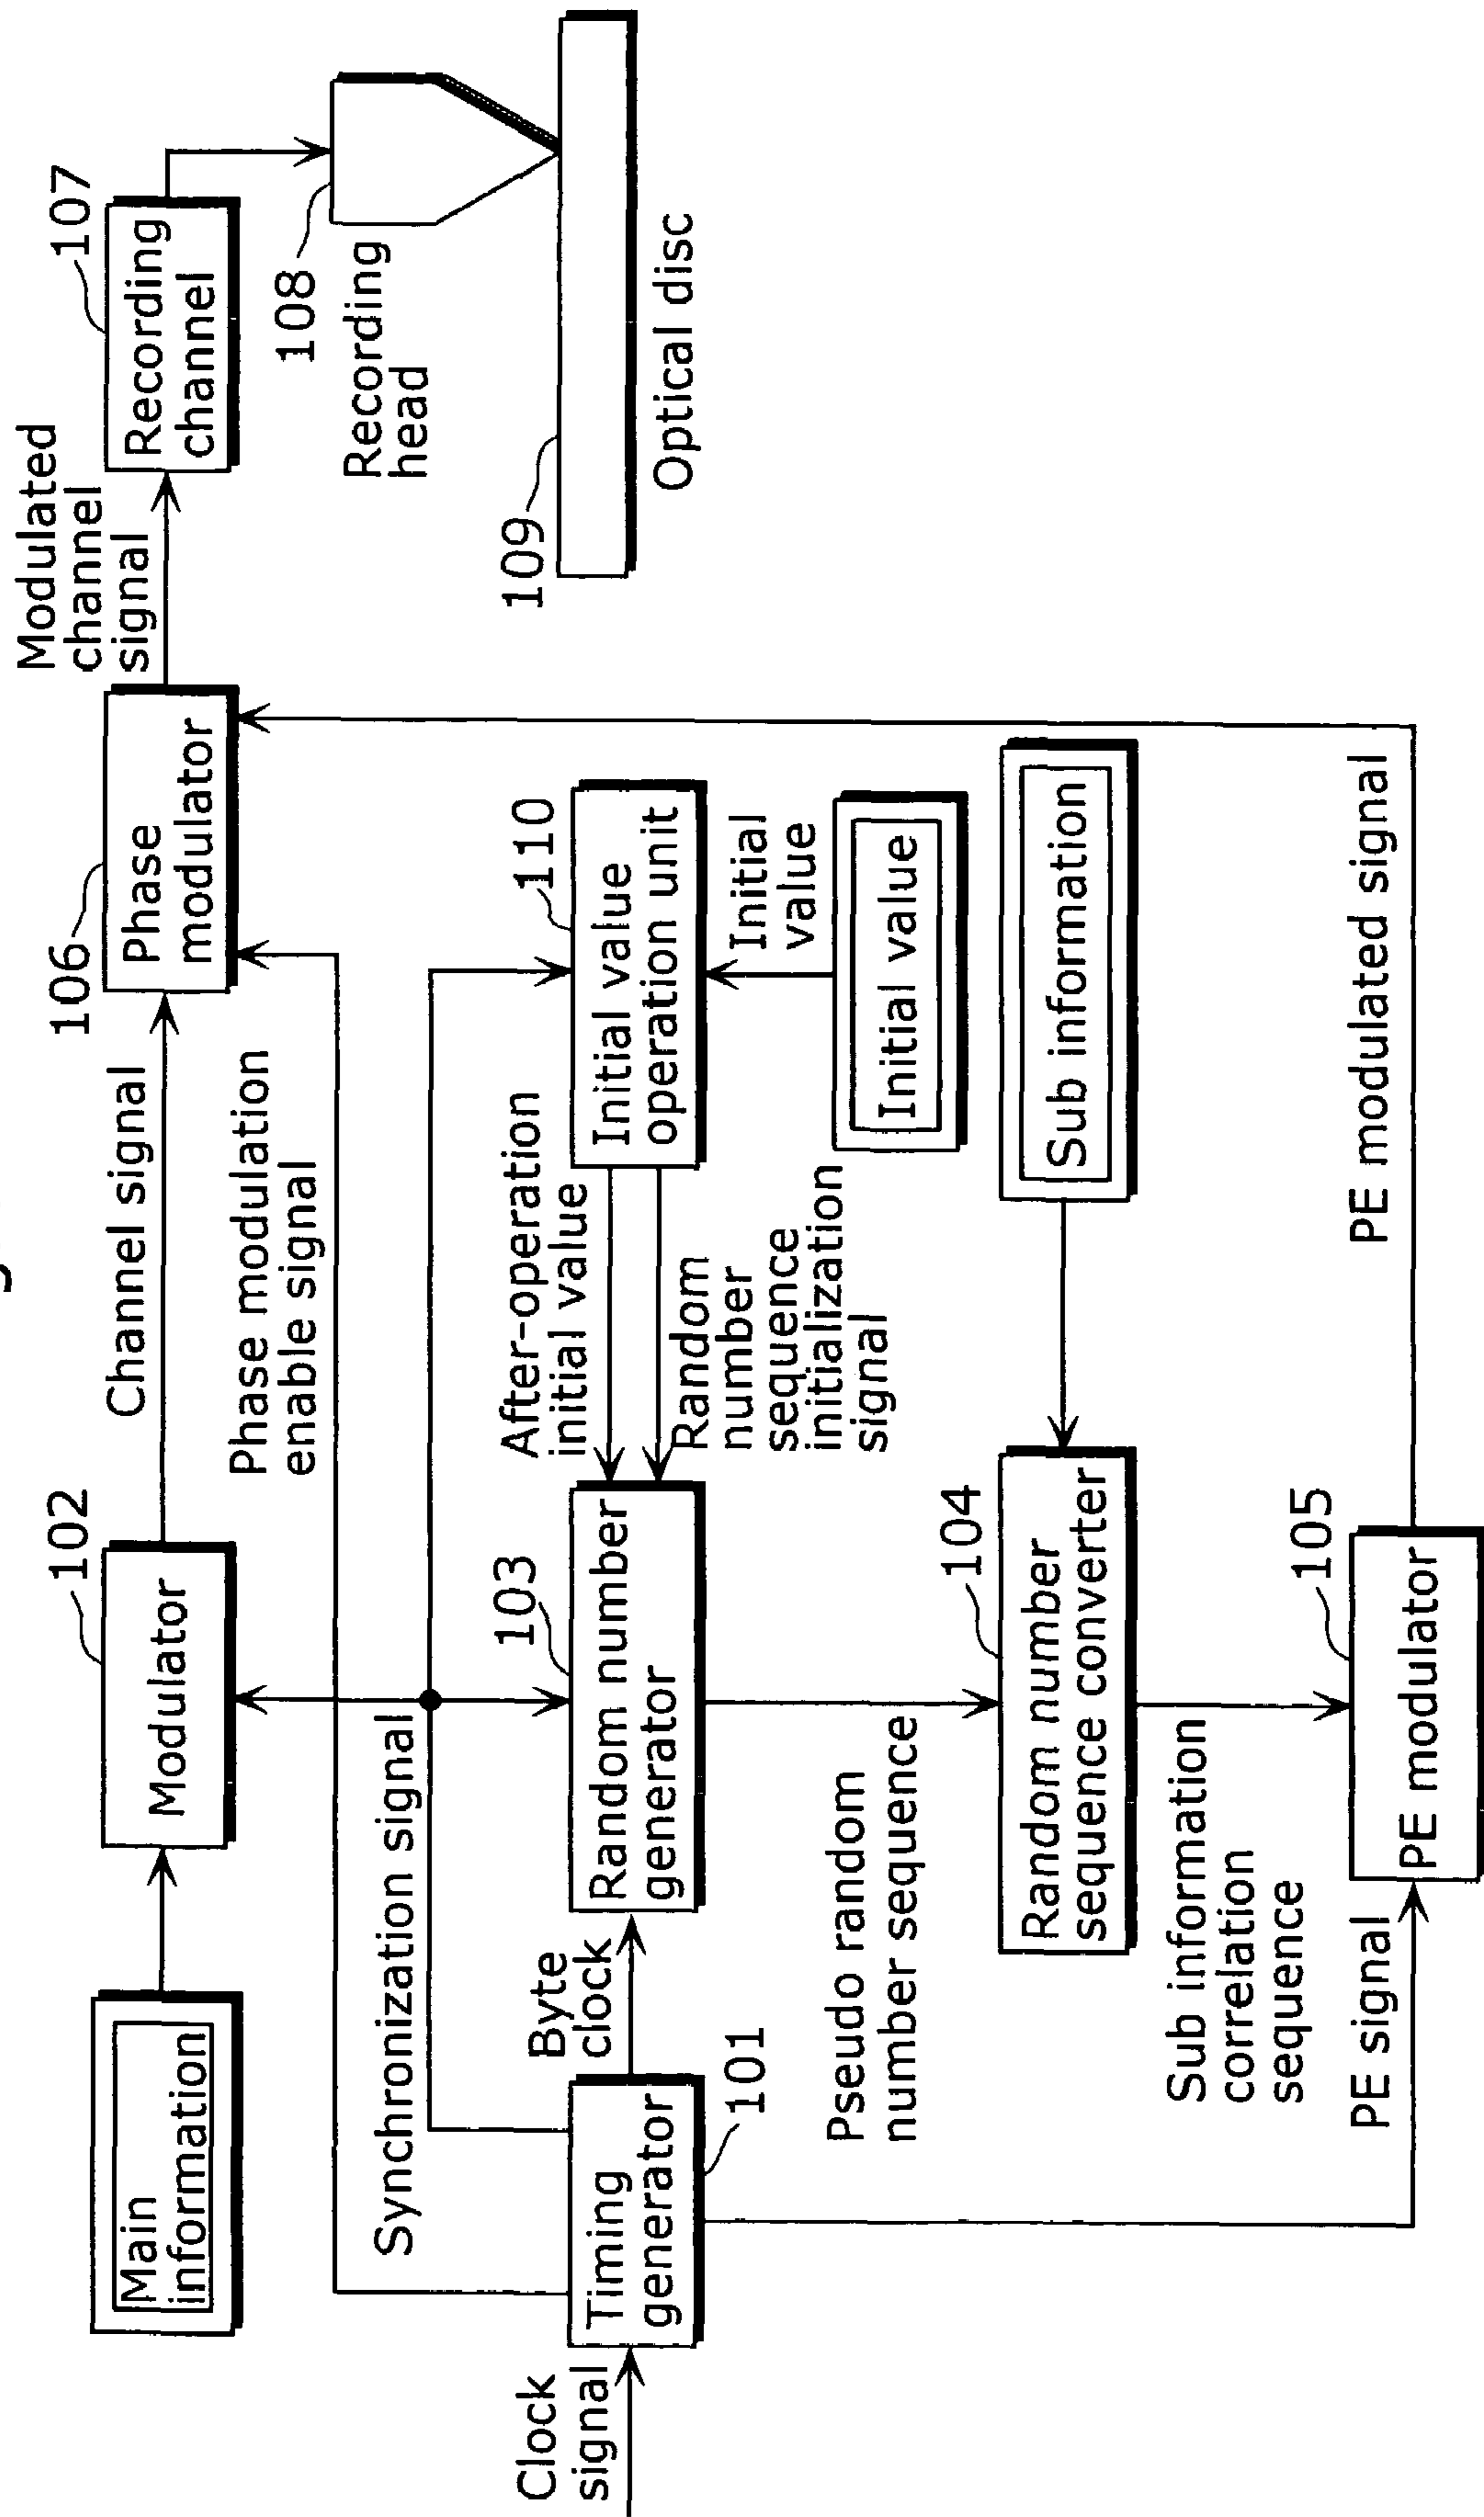 Main
information
102
Modulator
Channel signal
106
Phase
modulator
Modulated
channel
signal
107
Recording
channel
Phase modulation
enable signal
108
Recording
head
Synchronization signal
109
Optical disc
Clock
signal
Timing
generator
101
Byte
clock
103
Random number
generator
After-operation
initial value
Random
number
sequence
initialization
signal
110
Initial value
operation unit
Initial
value
Initial value
Pseudo random
number sequence
104
Random number
sequence converter
Sub information
Sub information
correlation
sequence
PE signal
105
PE modulator
PE modulated signal